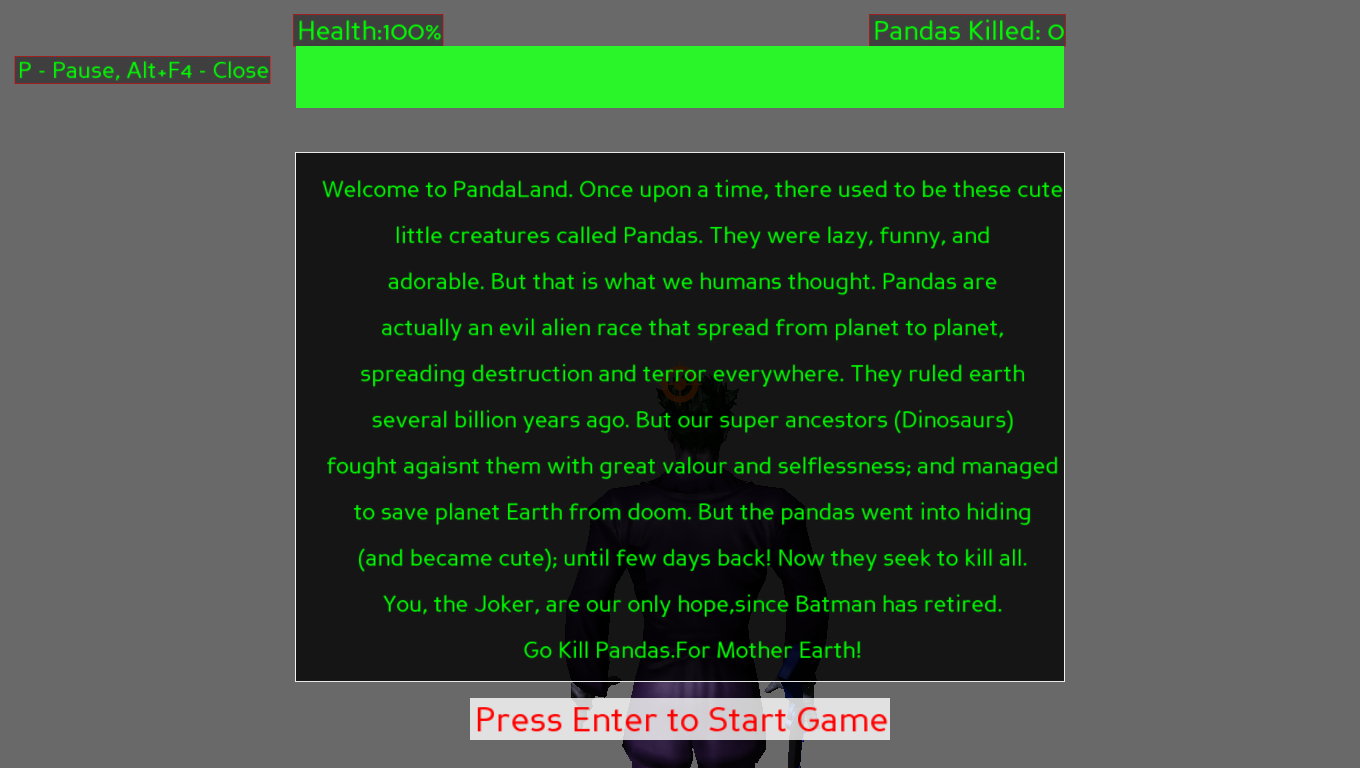 Health:100%
Pandas Killed: 0
P - Pause, Alt+F4 - Close
Welcome to PandaLand. Once upon a time, there used to be these cute
little creatures called Pandas. They were lazy, funny, and
adorable. But that is what we humans thought. Pandas are
actually an evil alien race that spread from planet to planet,
spreading destruction and terror everywhere. They ruled earth
several billion years ago. But our super ancestors (Dinosaurs)
fought agaisnt them with great valour and selflessness; and managed
to save planet Earth from doom. But the pandas went into hiding
(and became cute); until few days back! Now they seek to kill all.
You, the Joker, are our only hope,since Batman has retired.
Go Kill Pandas.For Mother Earth!
Press Enter to Start Game